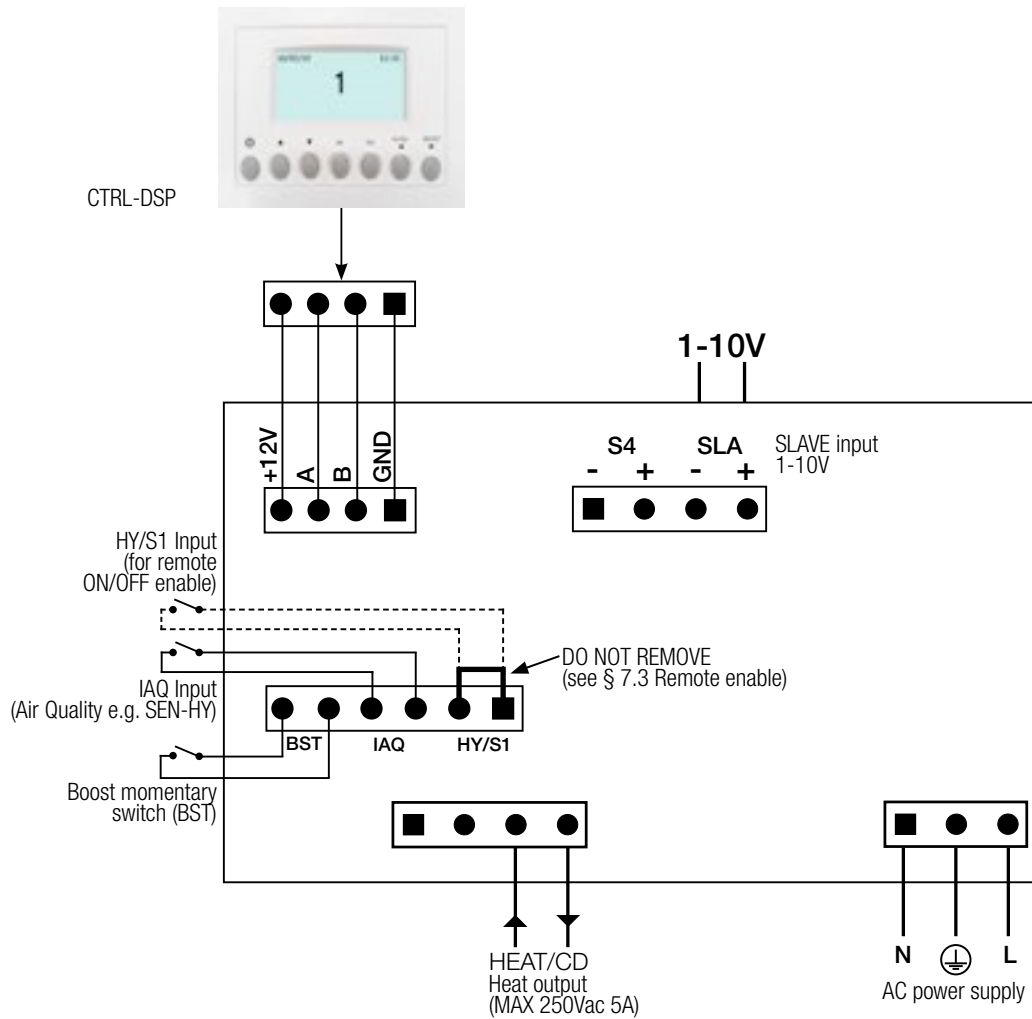 1
CTRL-DSP
1-10V
+12V
A
B
GND
S4
SLA
- + - +
SLAVE input
1-10V
HY/S1 Input
(for remote
ON/OFF enable)
DO NOT REMOVE
(see § 7.3 Remote enable)
IAQ Input
(Air Quality e.g. SEN-HY)
BST IAQ HY/S1
Boost momentary
switch (BST)
HEAT/CD
Heat output
(MAX 250Vac 5A)
N
L
AC power supply